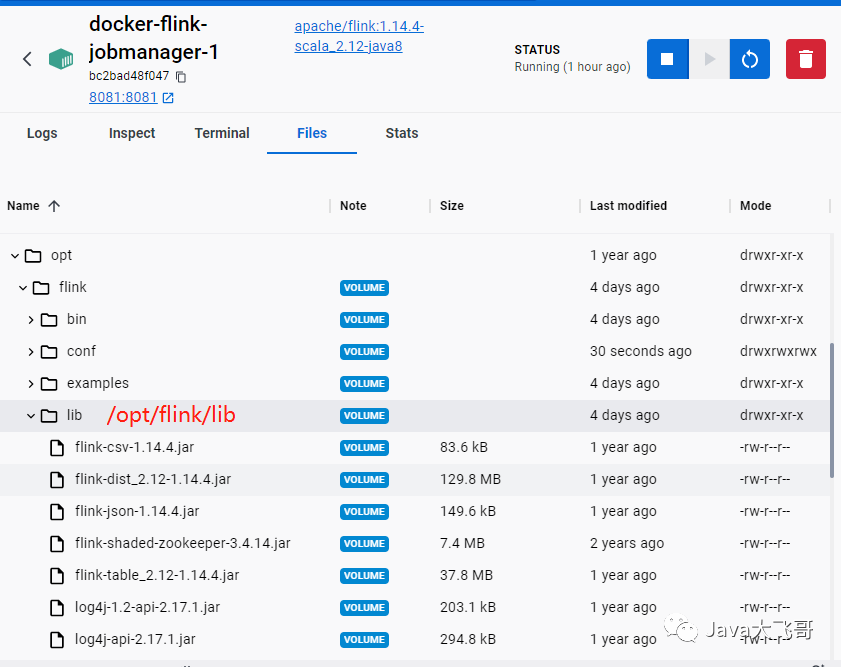 docker-flink-
jobmanager-1
bc2bad48f047
8081:8081
apache/flink:1.14.4-
scala_2.12-java8
STATUS
Running (1 hour ago)
Logs Inspect Terminal Files Stats
Name Note Size Last modified Mode
opt 1 year ago drwxr-xr-x
flink VOLUME 4 days ago drwxr-xr-x
bin VOLUME 4 days ago drwxr-xr-x
conf VOLUME 30 seconds ago drwxrwxrwx
examples VOLUME 4 days ago drwxr-xr-x
lib /opt/flink/lib VOLUME 4 days ago drwxr-xr-x
flink-csv-1.14.4.jar VOLUME 83.6 kB 1 year ago -rw-r--r--
flink-dist_2.12-1.14.4.jar VOLUME 129.8 MB 1 year ago -rw-r--r--
flink-json-1.14.4.jar VOLUME 149.6 kB 1 year ago -rw-r--r--
flink-shaded-zookeeper-3.4.14.jar VOLUME 7.4 MB 2 years ago -rw-r--r--
flink-table_2.12-1.14.4.jar VOLUME 37.8 MB 1 year ago -rw-r--r--
log4j-1.2-api-2.17.1.jar VOLUME 203.1 kB 1 year ago -rw-r--r--
log4j-api-2.17.1.jar VOLUME 294.8 kB 1 year ago -rw-r--r--
Java大飞哥